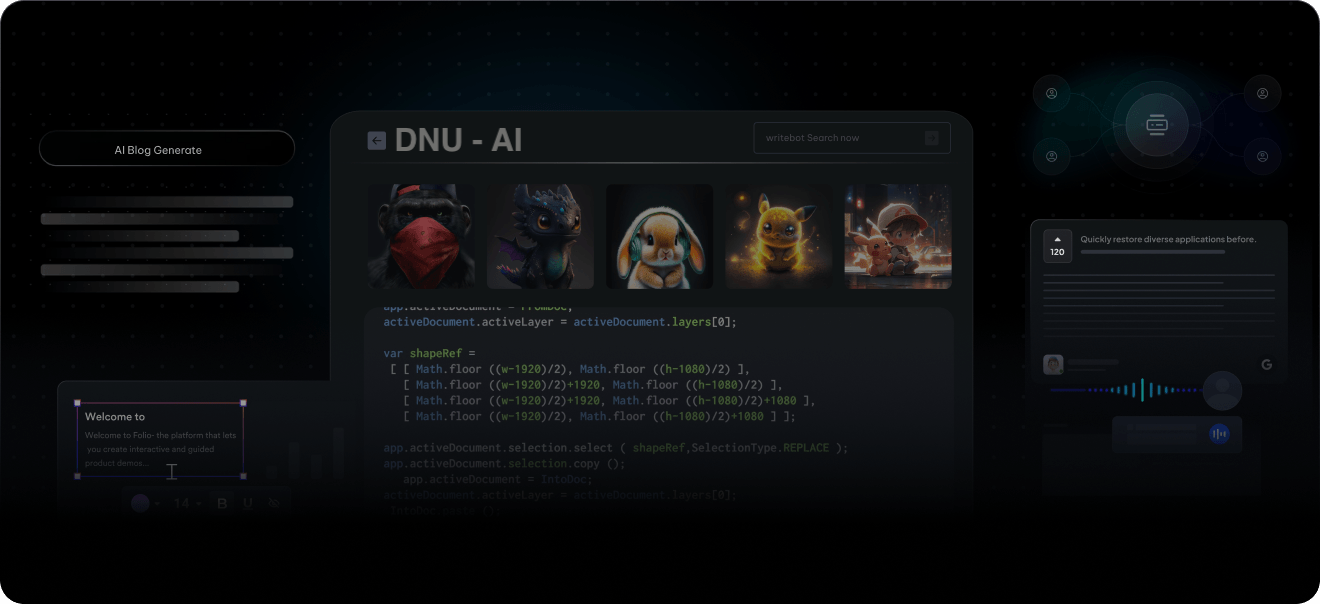 DNU - AI
writebot Search now
AI Blog Generate
Quickly restore diverse applications before.
120
app.activeDocument = FromDoc;
activeDocument.activeLayer = activeDocument.layers[0];
var shapeRef =
[ [ Math.floor ((w-1920)/2), Math.floor ((h-1080)/2) ],
[ Math.floor ((w-1920)/2)+1920, Math.floor ((h-1080)/2) ],
[ Math.floor ((w-1920)/2)+1920, Math.floor ((h-1080)/2)+1080 ],
[ Math.floor ((w-1920)/2), Math.floor ((h-1080)/2)+1080 ] ];
app.activeDocument.selection.select ( shapeRef,SelectionType.REPLACE );
app.activeDocument.selection.copy ();
app.activeDocument = IntoDoc;
activeDocument.activeLayer = activeDocument.layers[0];
Welcome to
Welcome to Folio- the platform that lets
you create interactive and guided
product demos...
14
B
U
G